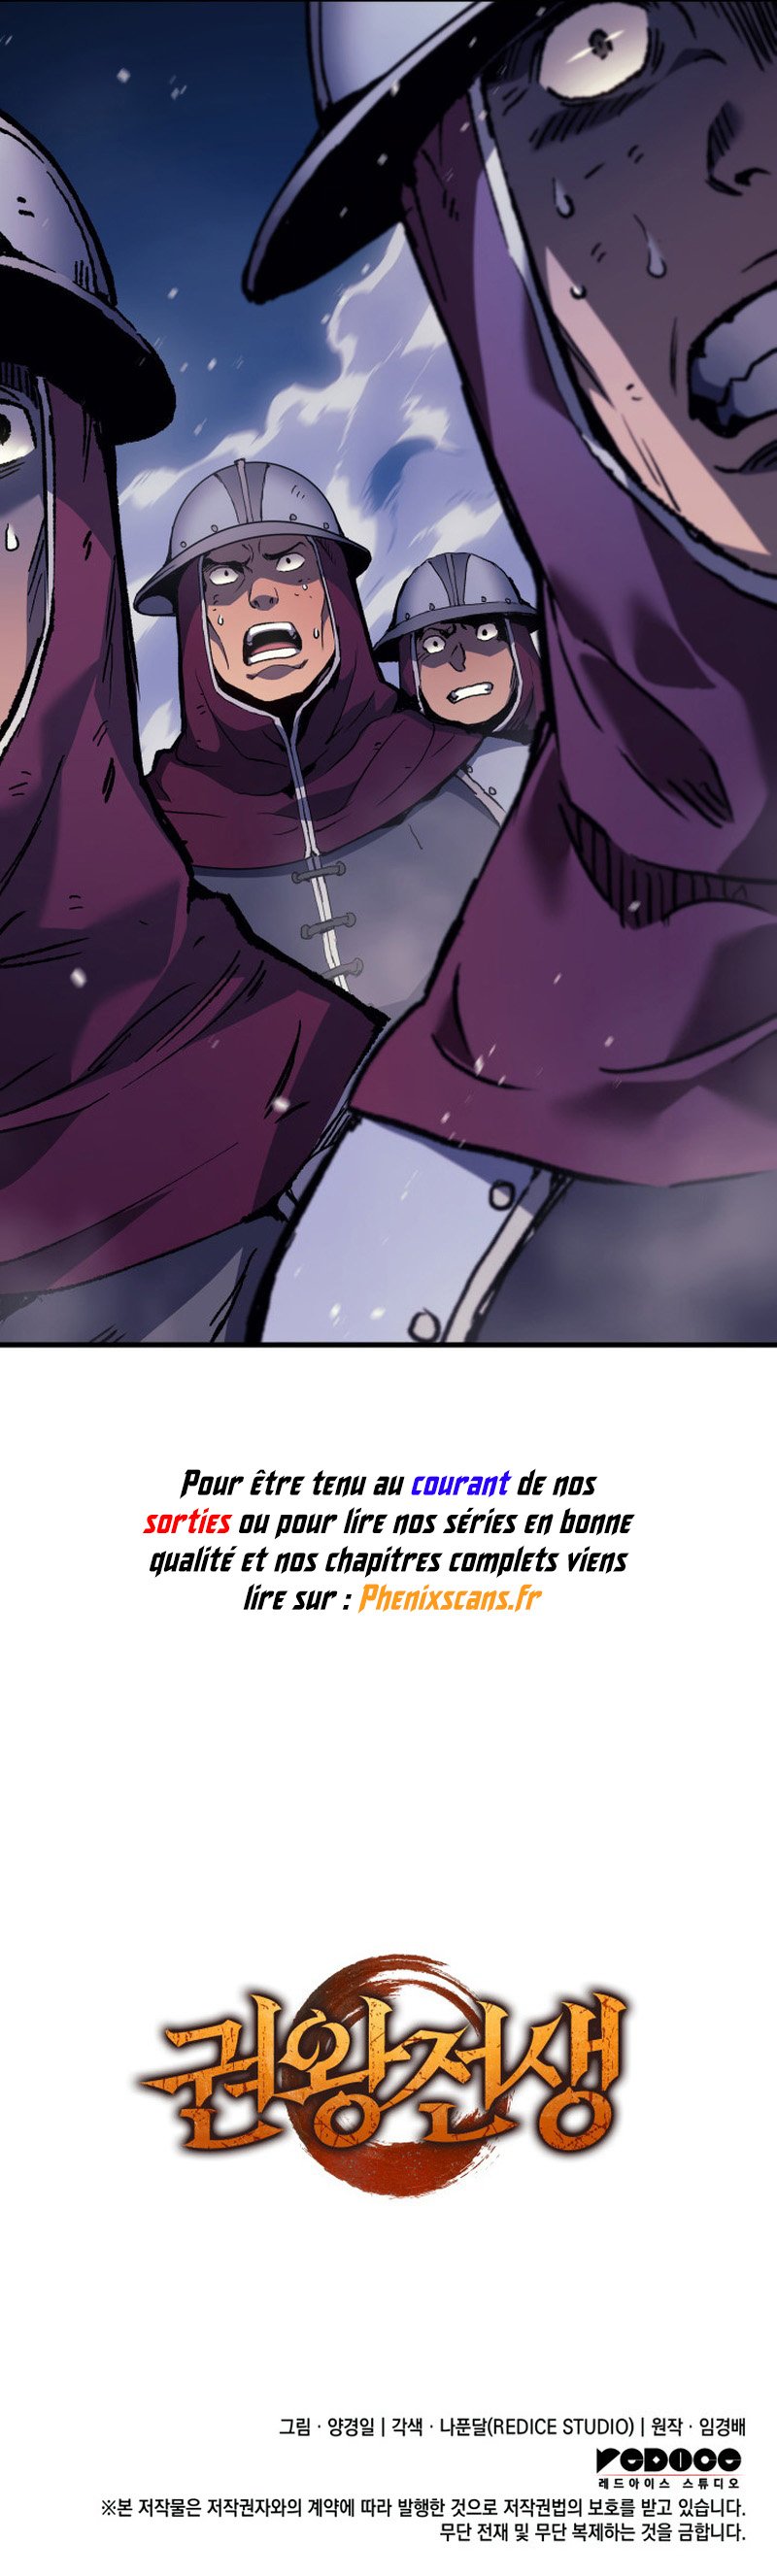 Pour être tenu au courant de nos
sorties ou pour lire nos séries en bonne
qualité et nos chapitres complets viens
lire sur : Phenixscans.fr
권왕전생
그림 · 양경일 | 각색 · 나푼달(REDICE STUDIO) | 원작 · 임경배
REDICE
레드아이스 스튜디오
※본 저작물은 저작권자와의 계약에 따라 발행한 것으로 저작권법의 보호를 받고 있습니다.
무단 전재 및 무단 복제하는 것을 금합니다.